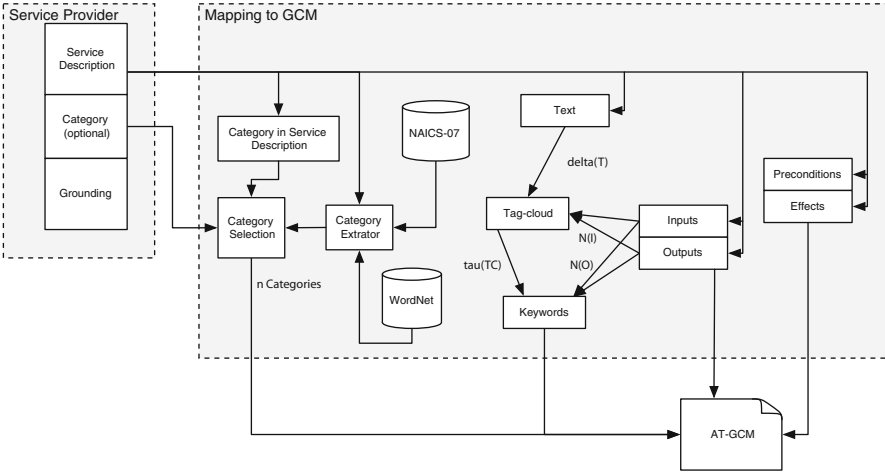 Service Provider
Mapping to GCM
Service
Description
Category
(optional)
Grounding
Category in Service
Description
NAICS-07
Text
delta(T)
Preconditions
Effects
Category
Selection
Category
Extrator
Tag-cloud
Inputs
Outputs
N(I)
N(O)
tau(TC)
n Categories
WordNet
Keywords
AT-GCM